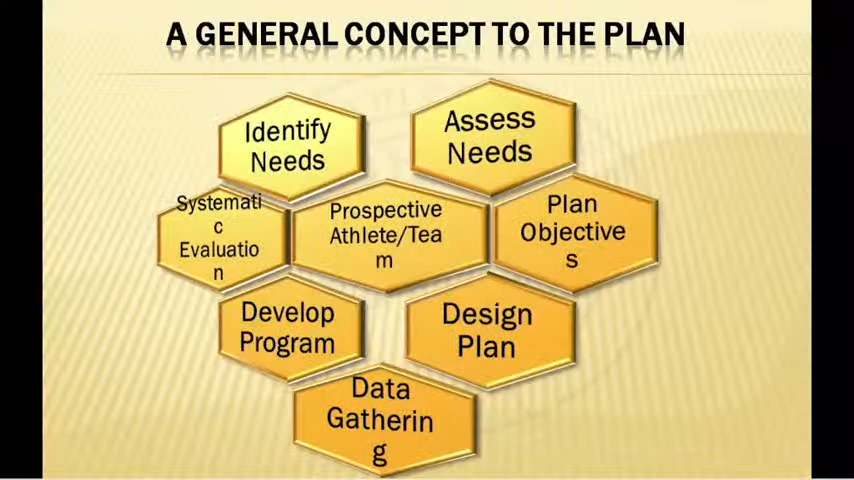 A GENERAL CONCEPT TO THE PLAN
Identify
Needs
Assess
Needs
Systemati
c
Evaluatio
n
Prospective
Athlete/Tea
m
Plan
Objective
s
Develop
Program
Design
Plan
Data
Gatherin
g